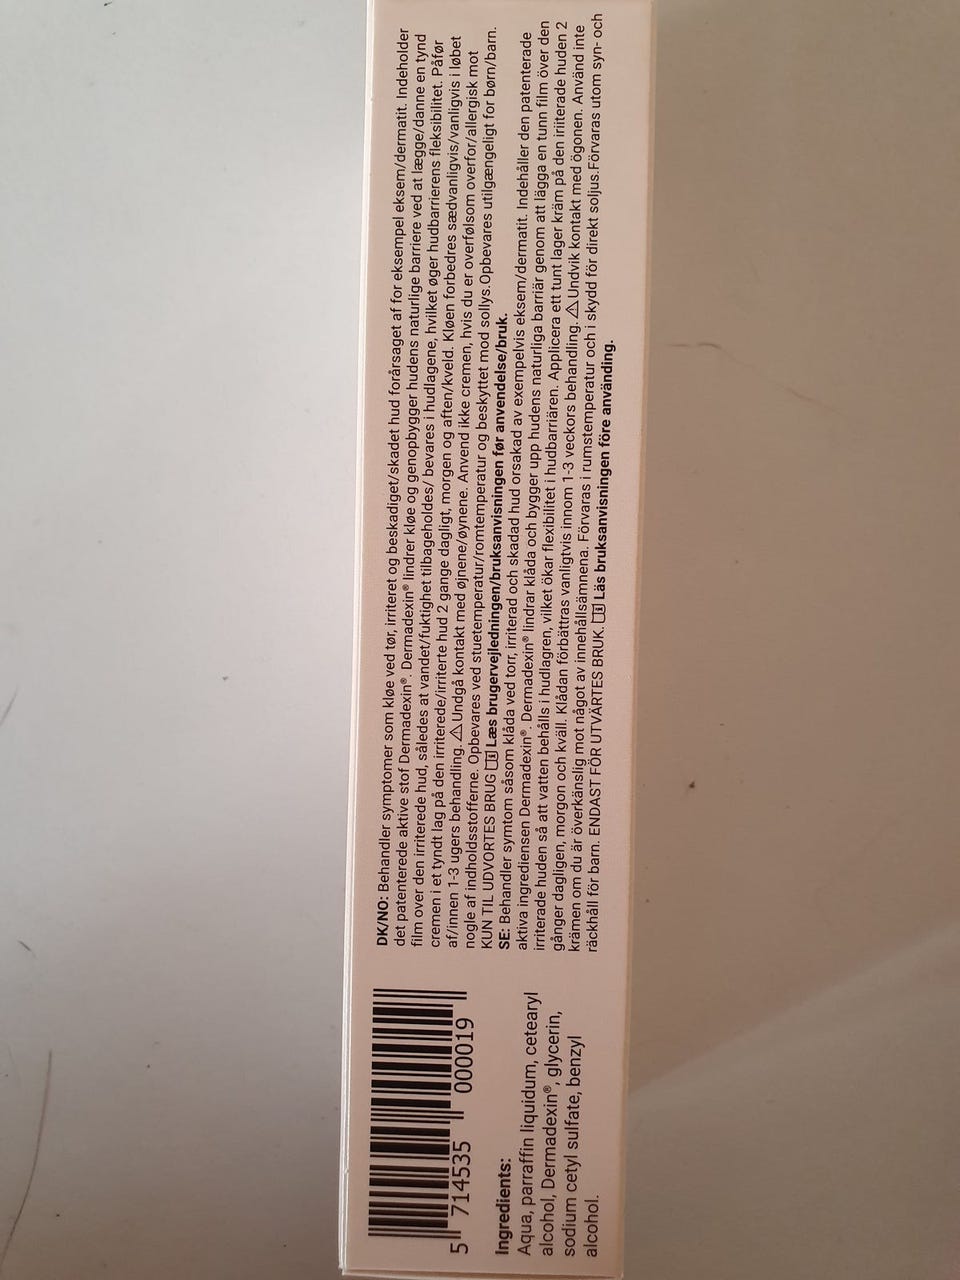 DK/NO: Behandler symptomer som kløe ved tør, irriteret og beskadiget/skadet hud forårsaget af for eksempel eksem/dermatit. Indeholder
det patenterede aktive stof Dermadexin®. Dermadexin® lindrer kløe og genopbygger hudens naturlige barriere ved at lægge/danne en tynd
film over den irriterede hud, således at vandet/fuktighet tilbageholdes/ bevares i hudlagene, hvilket øger hudbarrierens fleksibilitet. Påfør
cremen i et tyndt lag på den irriterede/irriterte hud 2 gange dagligt, morgen og aften/kveld. Kløen forbedres sædvanligvis/vanligvis i løbet
af/innen 1-3 ugers behandling. ⚠Undgå kontakt med øjnene/øynene. Anvend ikke cremen, hvis du er overfølsom overfor/allergisk mot
nogle af indholdsstofferne. Opbevares ved stuetemperatur/romtemperatur og beskyttet mod sollys.Opbevares utilgængeligt for børn/barn.
KUN TIL UDVORTES BRUG Læs brugervejledningen/bruksanvisningen før anvendelse/bruk.
SE: Behandler symtom såsom klåda ved torr, irriterad och skadad hud orsakad av exempelvis eksem/dermatit. Indehåller den patenterade
aktiva ingrediensen Dermadexin®. Dermadexin® lindrar klåda och bygger upp hudens naturliga barriär genom att lägga en tunn film över den
irriterade huden så att vatten behålls i hudlagren, vilket ökar flexibilitet i hudbarriären. Applicera ett tunt lager kräm på den iriiterade huden 2
gånger dagligen, morgon och kväll. Klådan förbättras vanligtvis innom 1-3 veckors behandling. ⚠Undvik kontakt med ögonen. Använd inte
krämen om du är överkänslig mot något av innehållsämnena. Förvaras i rumstemperatur och i skydd för direkt soljus.Förvaras utom syn- och
räckhåll för barn. ENDAST FÖR UTVÄRTES BRUK. Läs bruksanvisningen före använding.
5 714535 000019
Ingredients:
Aqua, parraffin liquidum, cetearyl
alcohol, Dermadexin®, glycerin,
sodium cetyl sulfate, benzyl
alcohol.